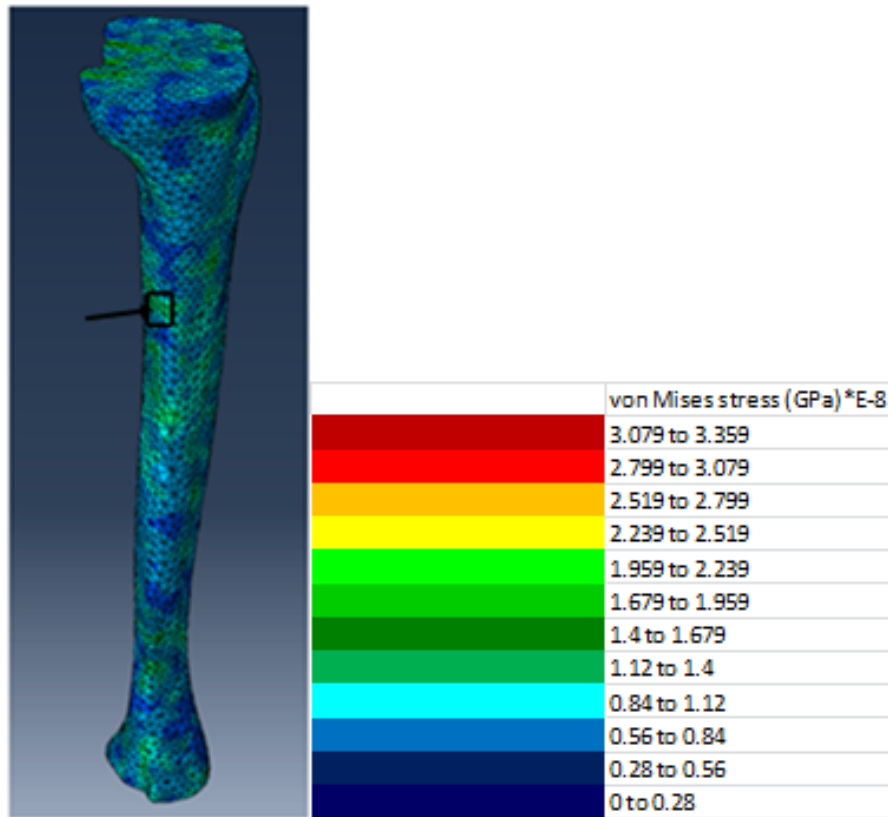 von Mises stress (GPa)*E-8
3.079 to 3.359
2.799 to 3.079
2.519 to 2.799
2.239 to 2.519
1.959 to 2.239
1.679 to 1.959
1.4 to 1.679
1.12 to 1.4
0.84 to 1.12
0.56 to 0.84
0.28 to 0.56
0 to 0.28